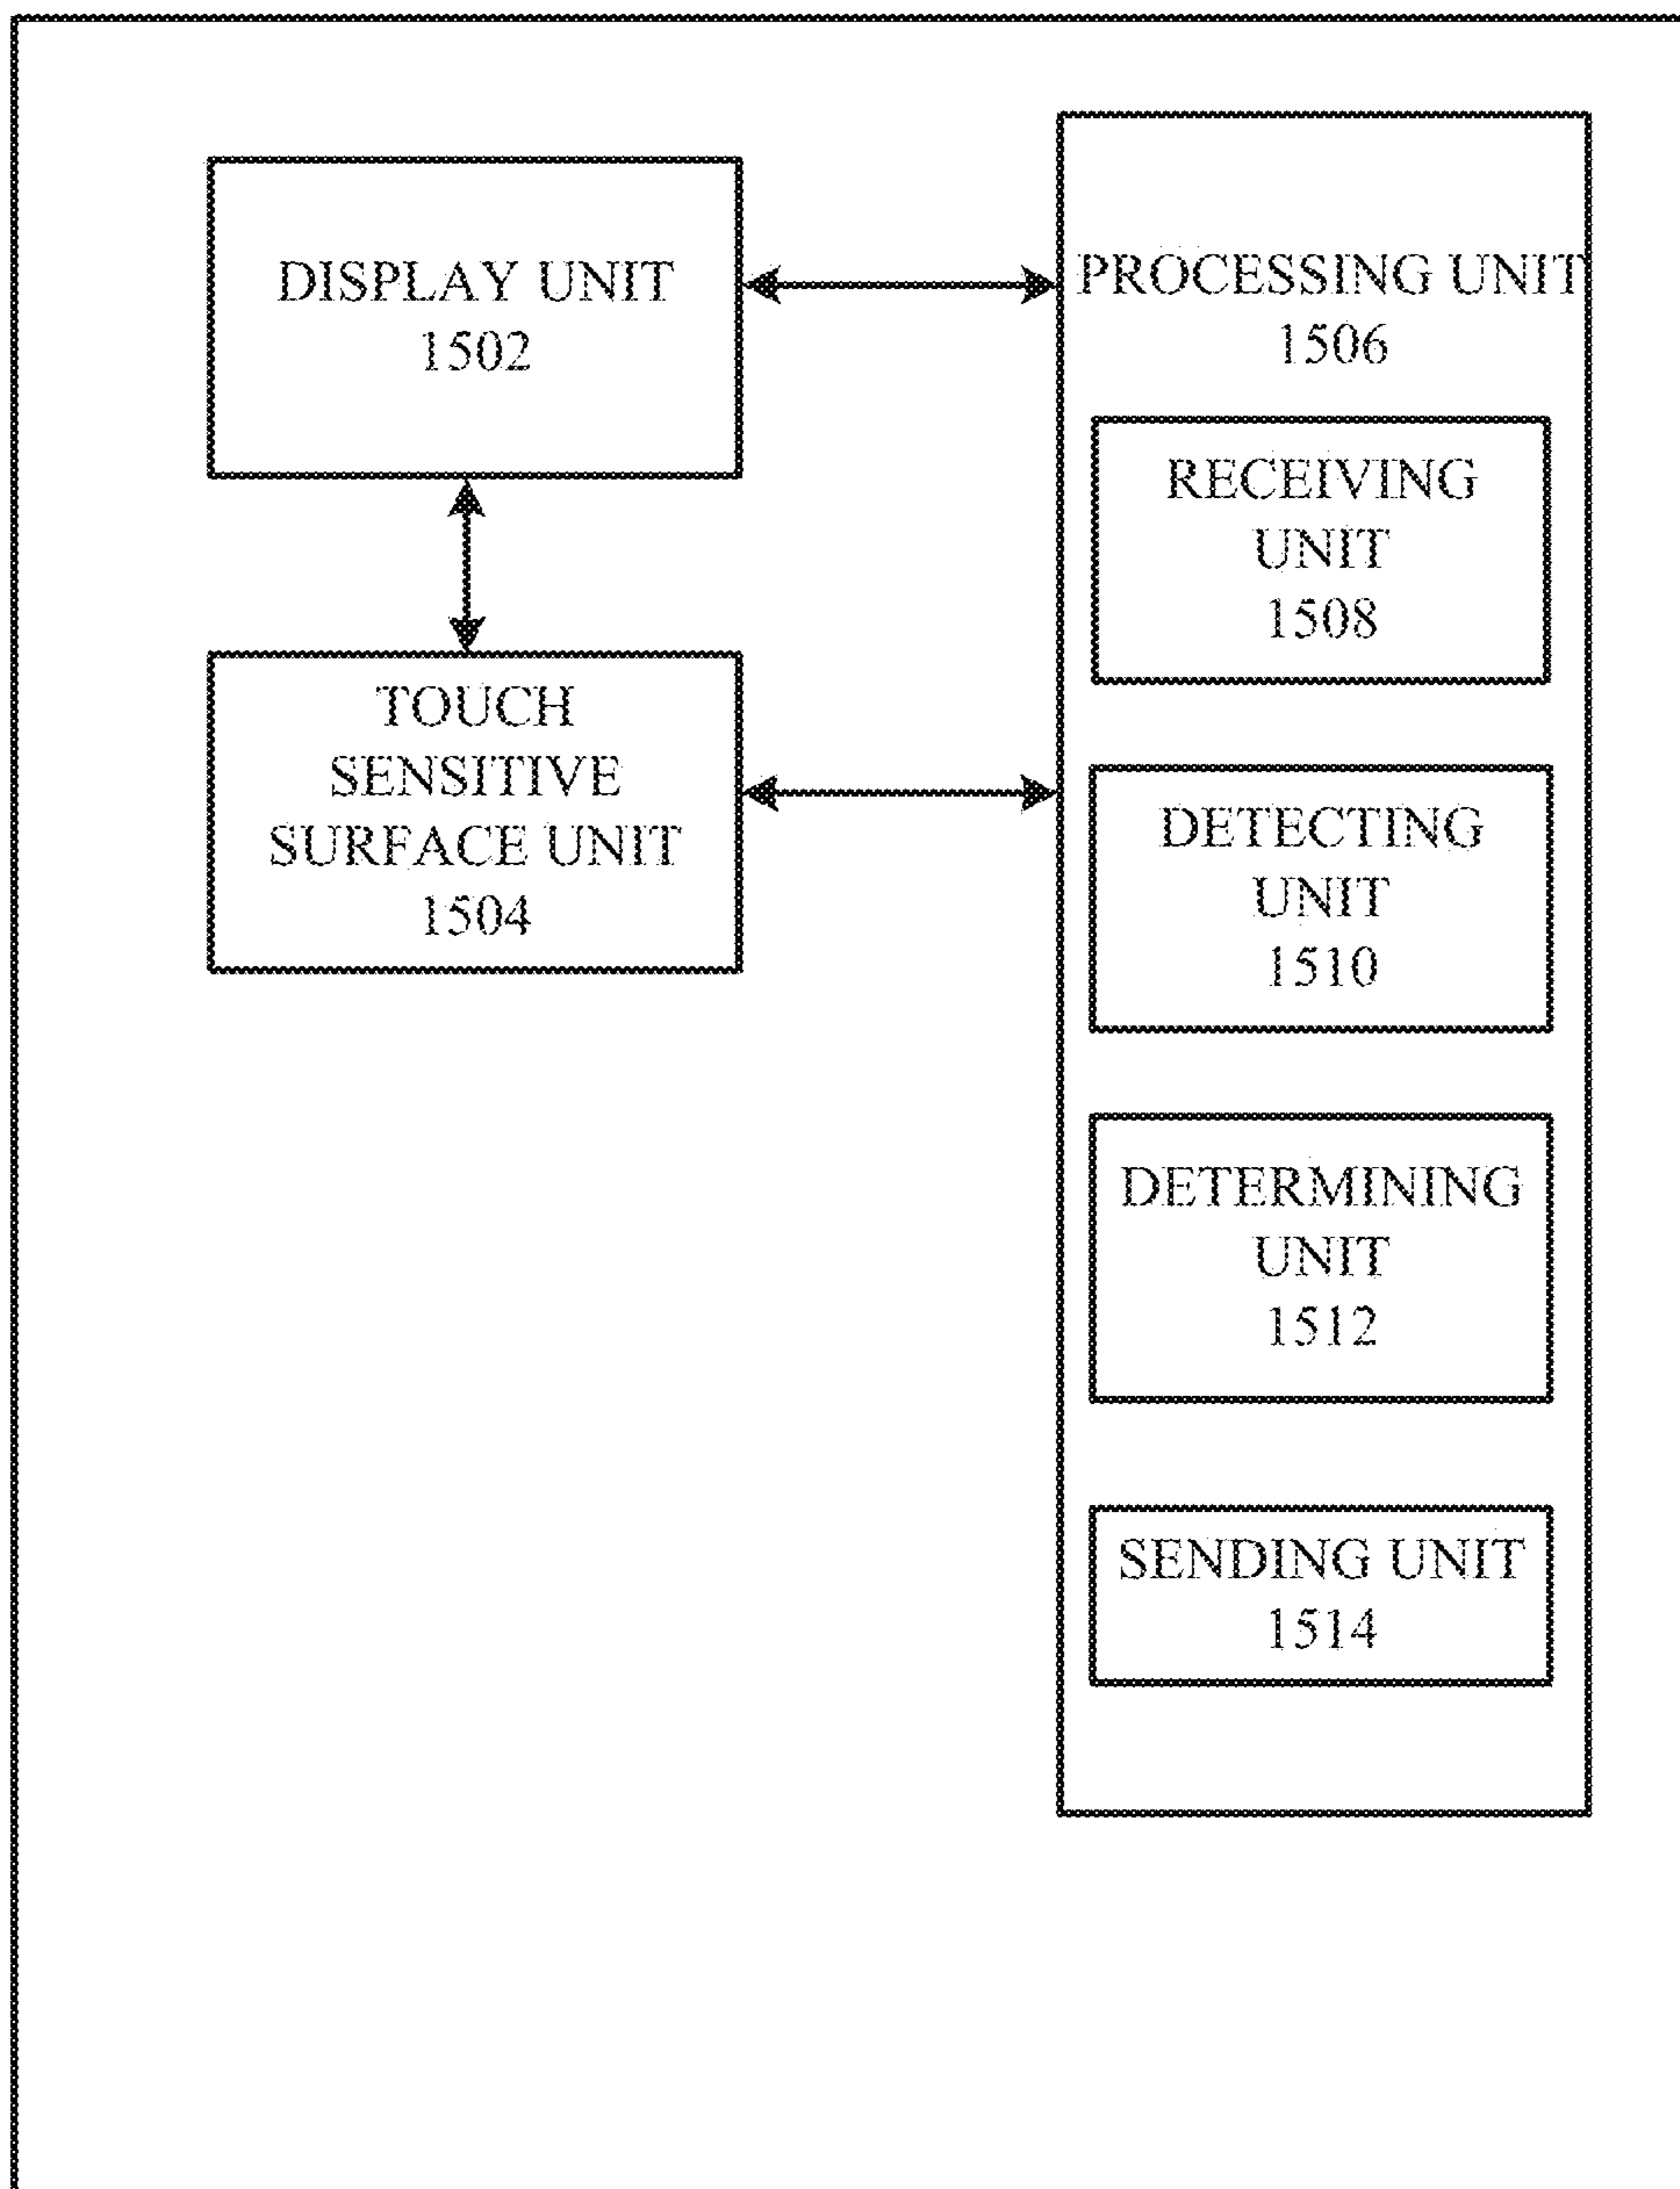 DISPLAY UNIT
1502
TOUCH
SENSITIVE
SURFACE UNIT
1504
PROCESSING UNIT
1506
RECEIVING
UNIT
1508
DETECTING
UNIT
1510
DETERMINING
UNIT
1512
SENDING UNIT
1514